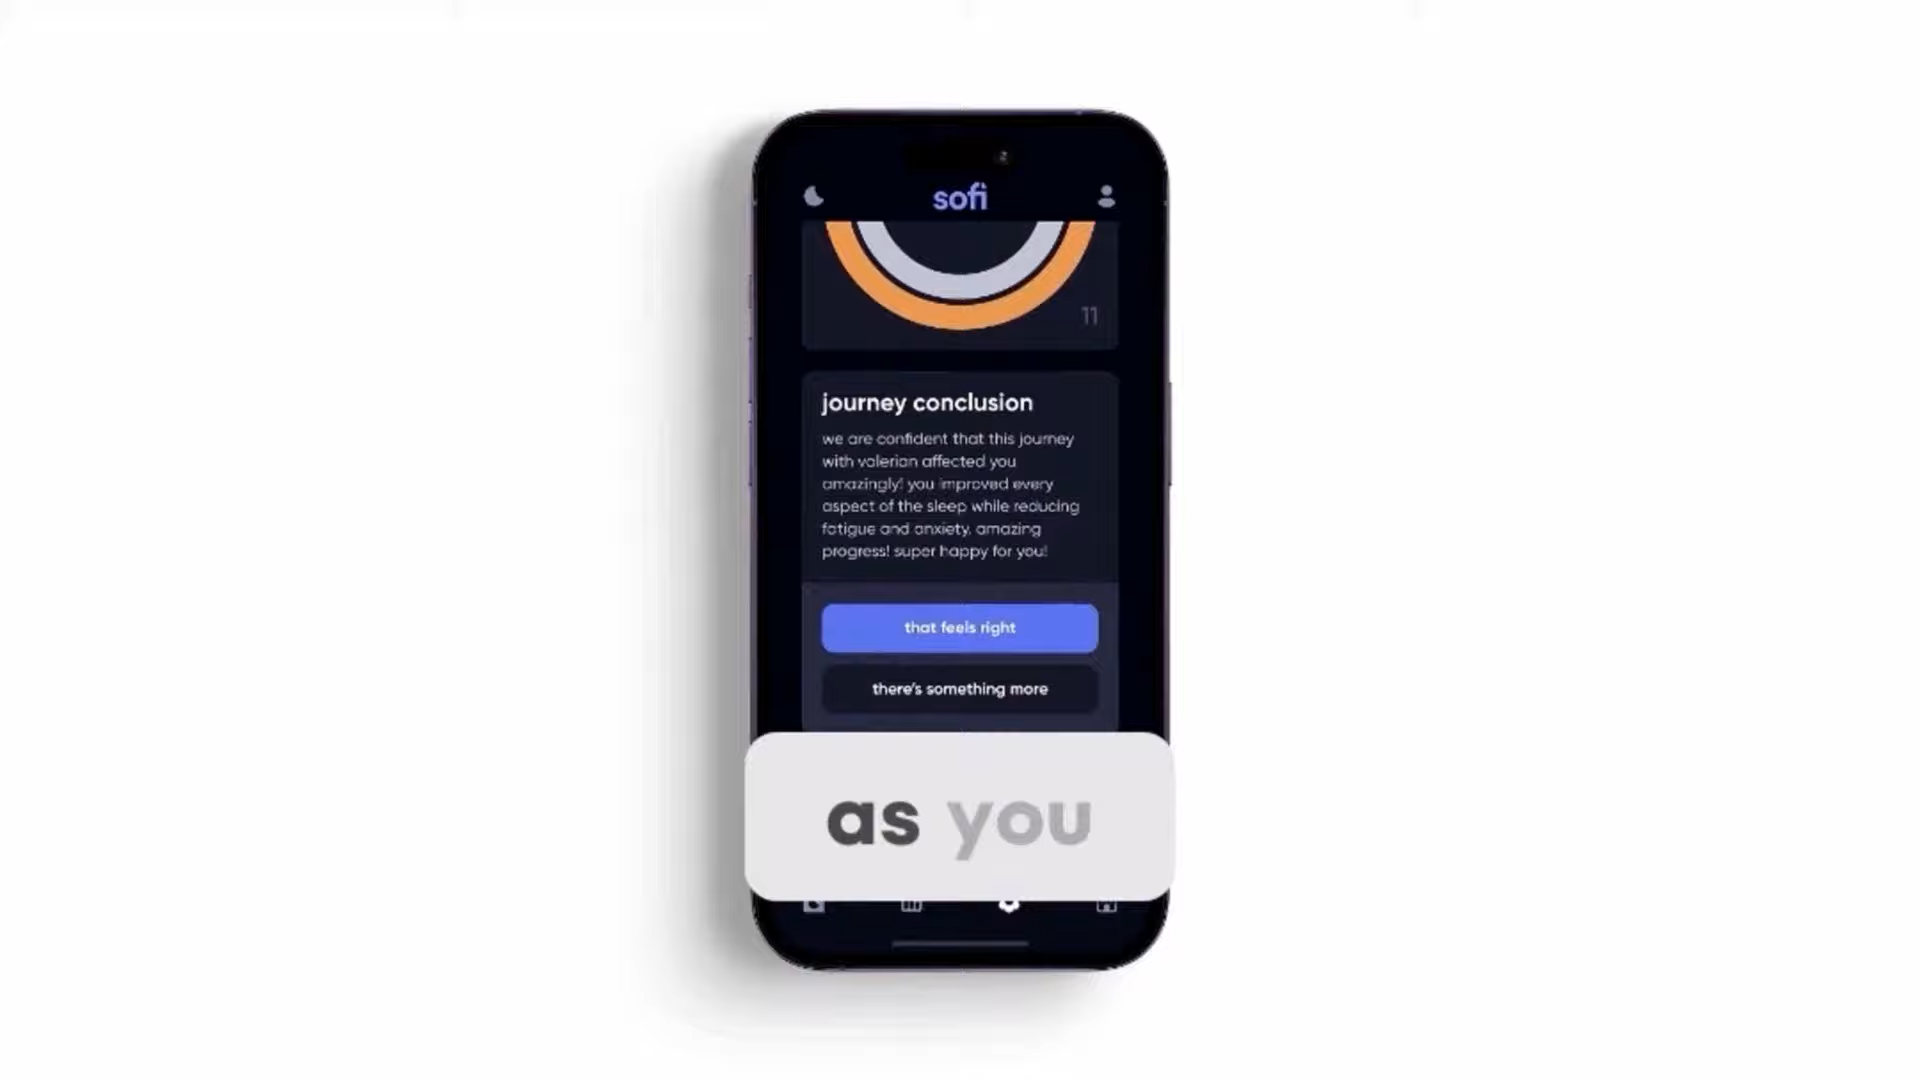 sofi
11
journey conclusion
we are confident that this journey
with valerian affected you
amazingly! you improved every
aspect of the sleep while reducing
fatigue and anxiety. amazing
progress! super happy for you!
that feels right
there's something more
as you